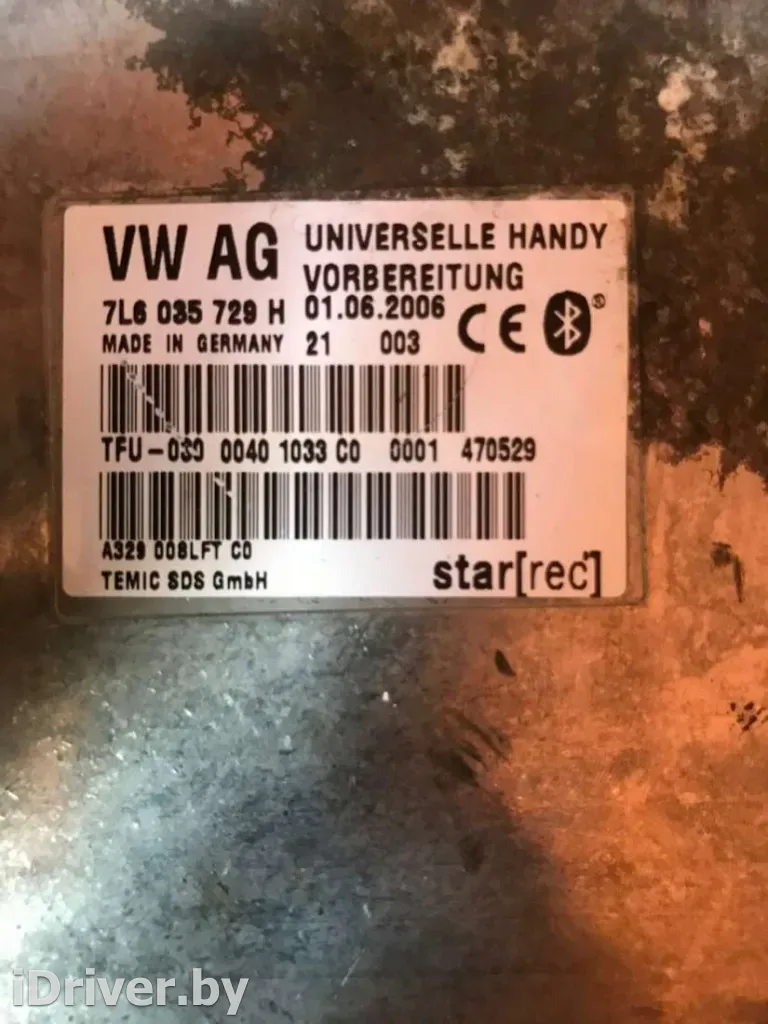 VW AG UNIVERSELLE HANDY
VORBEREITUNG
7L6 035 729 H 01.06.2006 CE ®
MADE IN GERMANY 21 003
TFU-030 0040 1033 C0 0001 470529
A329 008LFT C0
TEMIC SDS GmbH star[rec]
iDriver.by